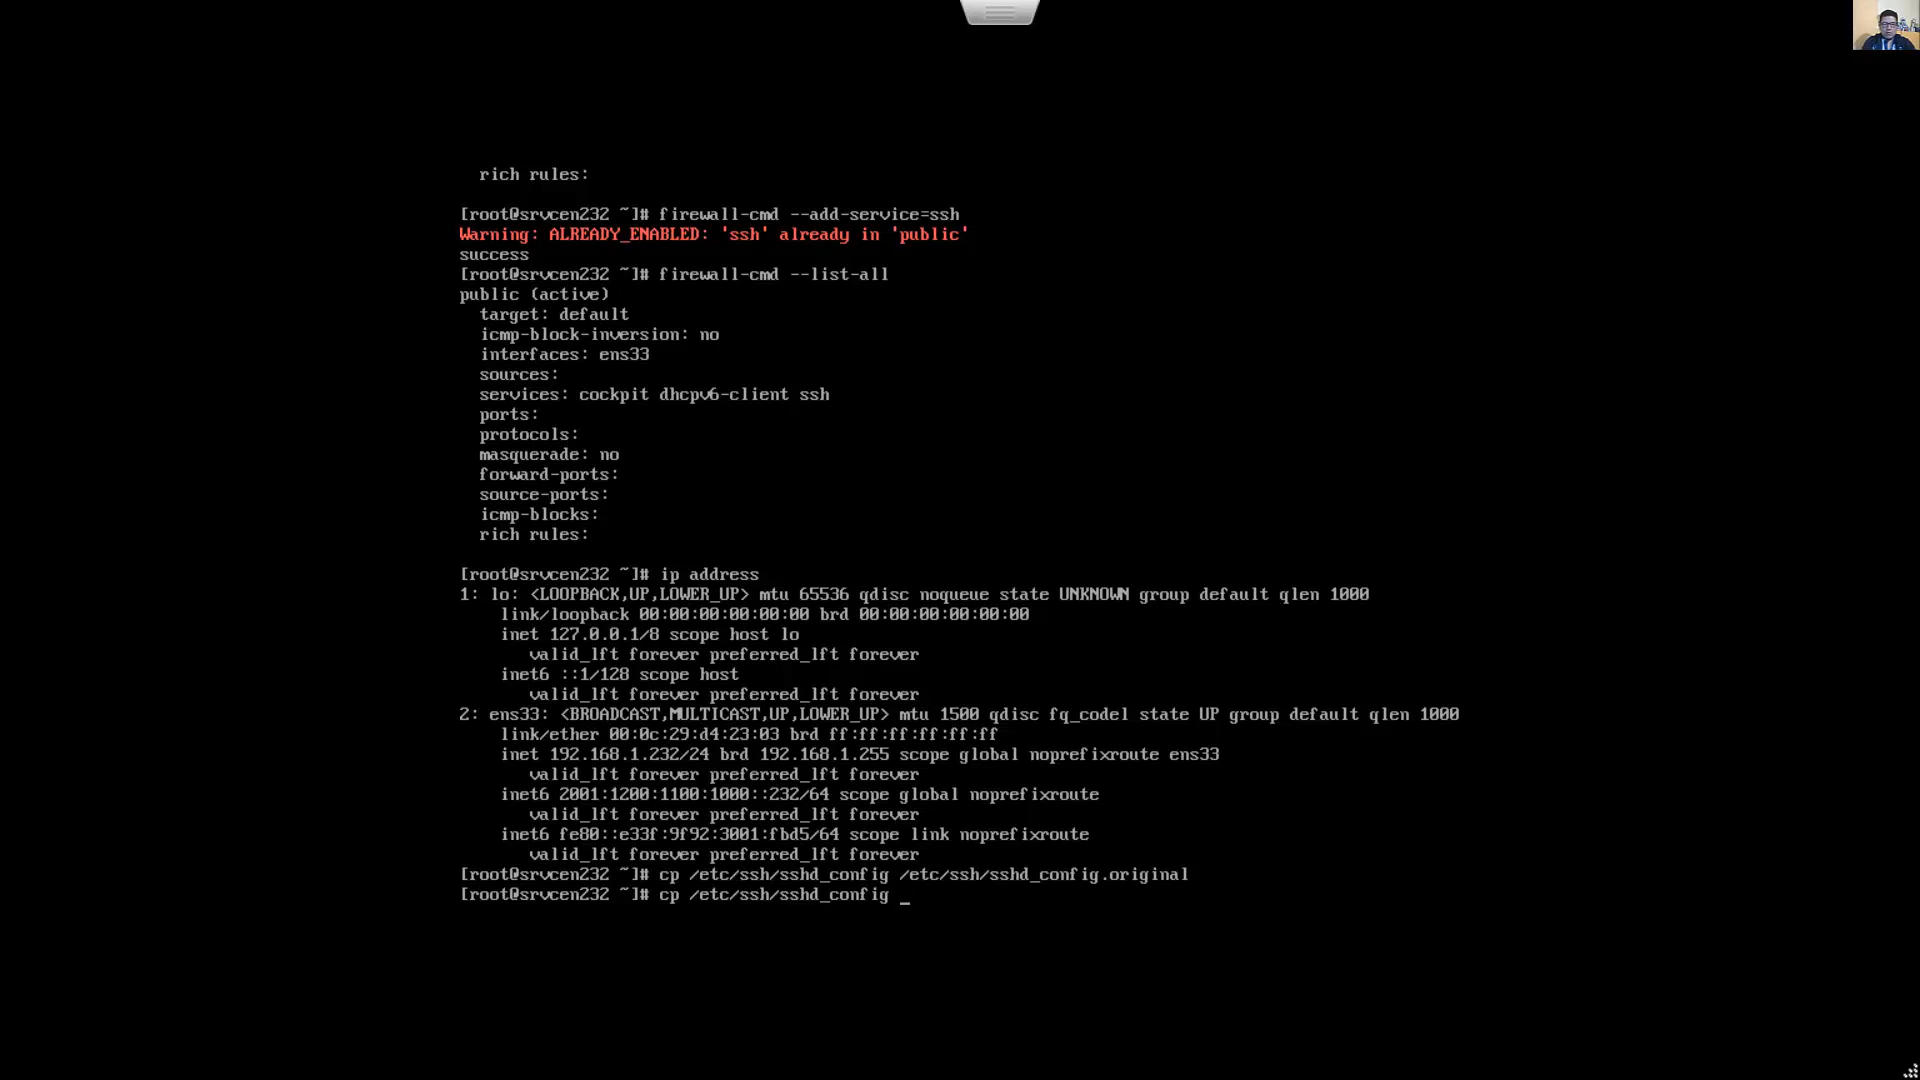 rich rules:
[root@srvcen232 ~]# firewall-cmd --add-service=ssh
Warning: ALREADY_ENABLED: 'ssh' already in 'public'
success
[root@srvcen232 ~]# firewall-cmd --list-all
public (active)
  target: default
  icmp-block-inversion: no
  interfaces: ens33
  sources:
  services: cockpit dhcpv6-client ssh
  ports:
  protocols:
  masquerade: no
  forward-ports:
  source-ports:
  icmp-blocks:
  rich rules:
[root@srvcen232 ~]# ip address
1: lo: <LOOPBACK,UP,LOWER_UP> mtu 65536 qdisc noqueue state UNKNOWN group default qlen 1000
    link/loopback 00:00:00:00:00:00 brd 00:00:00:00:00:00
    inet 127.0.0.1/8 scope host lo
       valid_lft forever preferred_lft forever
    inet6 ::1/128 scope host
       valid_lft forever preferred_lft forever
2: ens33: <BROADCAST,MULTICAST,UP,LOWER_UP> mtu 1500 qdisc fq_codel state UP group default qlen 1000
    link/ether 00:0c:29:d4:23:03 brd ff:ff:ff:ff:ff:ff
    inet 192.168.1.232/24 brd 192.168.1.255 scope global noprefixroute ens33
       valid_lft forever preferred_lft forever
    inet6 2001:1200:1100:1000::232/64 scope global noprefixroute
       valid_lft forever preferred_lft forever
    inet6 fe80::e33f:9f92:3001:fbd5/64 scope link noprefixroute
       valid_lft forever preferred_lft forever
[root@srvcen232 ~]# cp /etc/ssh/sshd_config /etc/ssh/sshd_config.original
[root@srvcen232 ~]# cp /etc/ssh/sshd_config _